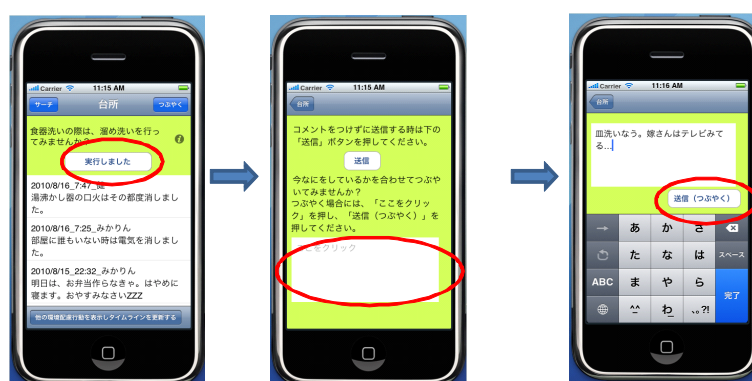 Carrier 11:15 AM
サーチ 台所 つぶやく
食器洗いの際は、溜め洗いを行っ
てみませんか？
実行しました
2010/8/16_7:47_
湯沸かし器の口火はその都度消しまし
た。
2010/8/16_7:25_みかりん
部屋に誰もいない時は電気を消しまし
た。
2010/8/15_22:32_みかりん
明日は、お弁当作らなきゃ。はやめに
寝ます。おやすみなさいZZZ
他の環境配慮行動を表示しタイムラインを更新する
Carrier 11:15 AM
台所
コメントをつけずに送信する時は下の
「送信」ボタンを押してください。
送信
今なにをしているかを合わせてつぶや
いてみませんか？
つぶやく場合には、「ここをクリッ
ク」を押し、「送信（つぶやく）」を
押してください。
ここをクリック
Carrier 11:16 AM
台所
皿洗いなう。嫁さんはテレビみて
る...
送信（つぶやく）
→ あ か さ
た な は スペース
ABC ま や ら
^^ わ 、。?! 完了